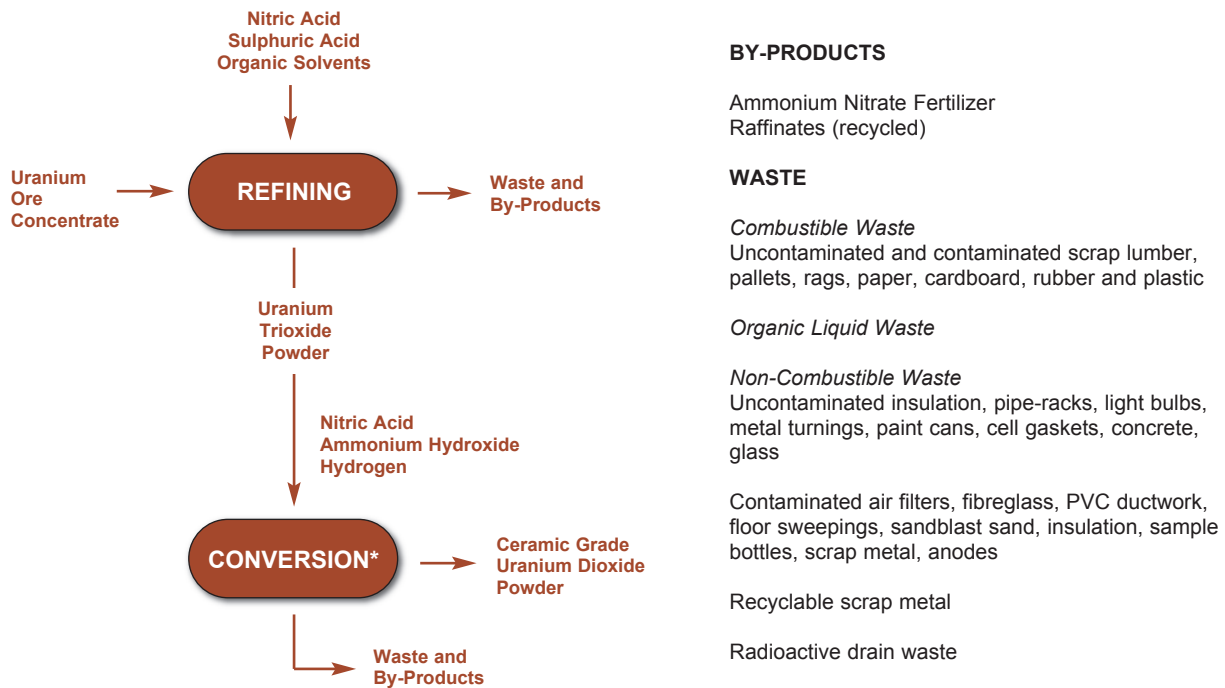 Nitric Acid
Sulphuric Acid
Organic Solvents
Uranium
Ore
Concentrate
REFINING
Waste and
By-Products
Uranium
Trioxide
Powder
Nitric Acid
Ammonium Hydroxide
Hydrogen
CONVERSION*
Ceramic Grade
Uranium Dioxide
Powder
Waste and
By-Products
BY-PRODUCTS
Ammonium Nitrate Fertilizer
Raffinates (recycled)
WASTE
Combustible Waste
Uncontaminated and contaminated scrap lumber,
pallets, rags, paper, cardboard, rubber and plastic
Organic Liquid Waste
Non-Combustible Waste
Uncontaminated insulation, pipe-racks, light bulbs,
metal turnings, paint cans, cell gaskets, concrete,
glass
Contaminated air filters, fibreglass, PVC ductwork,
floor sweepings, sandblast sand, insulation, sample
bottles, scrap metal, anodes
Recyclable scrap metal
Radioactive drain waste